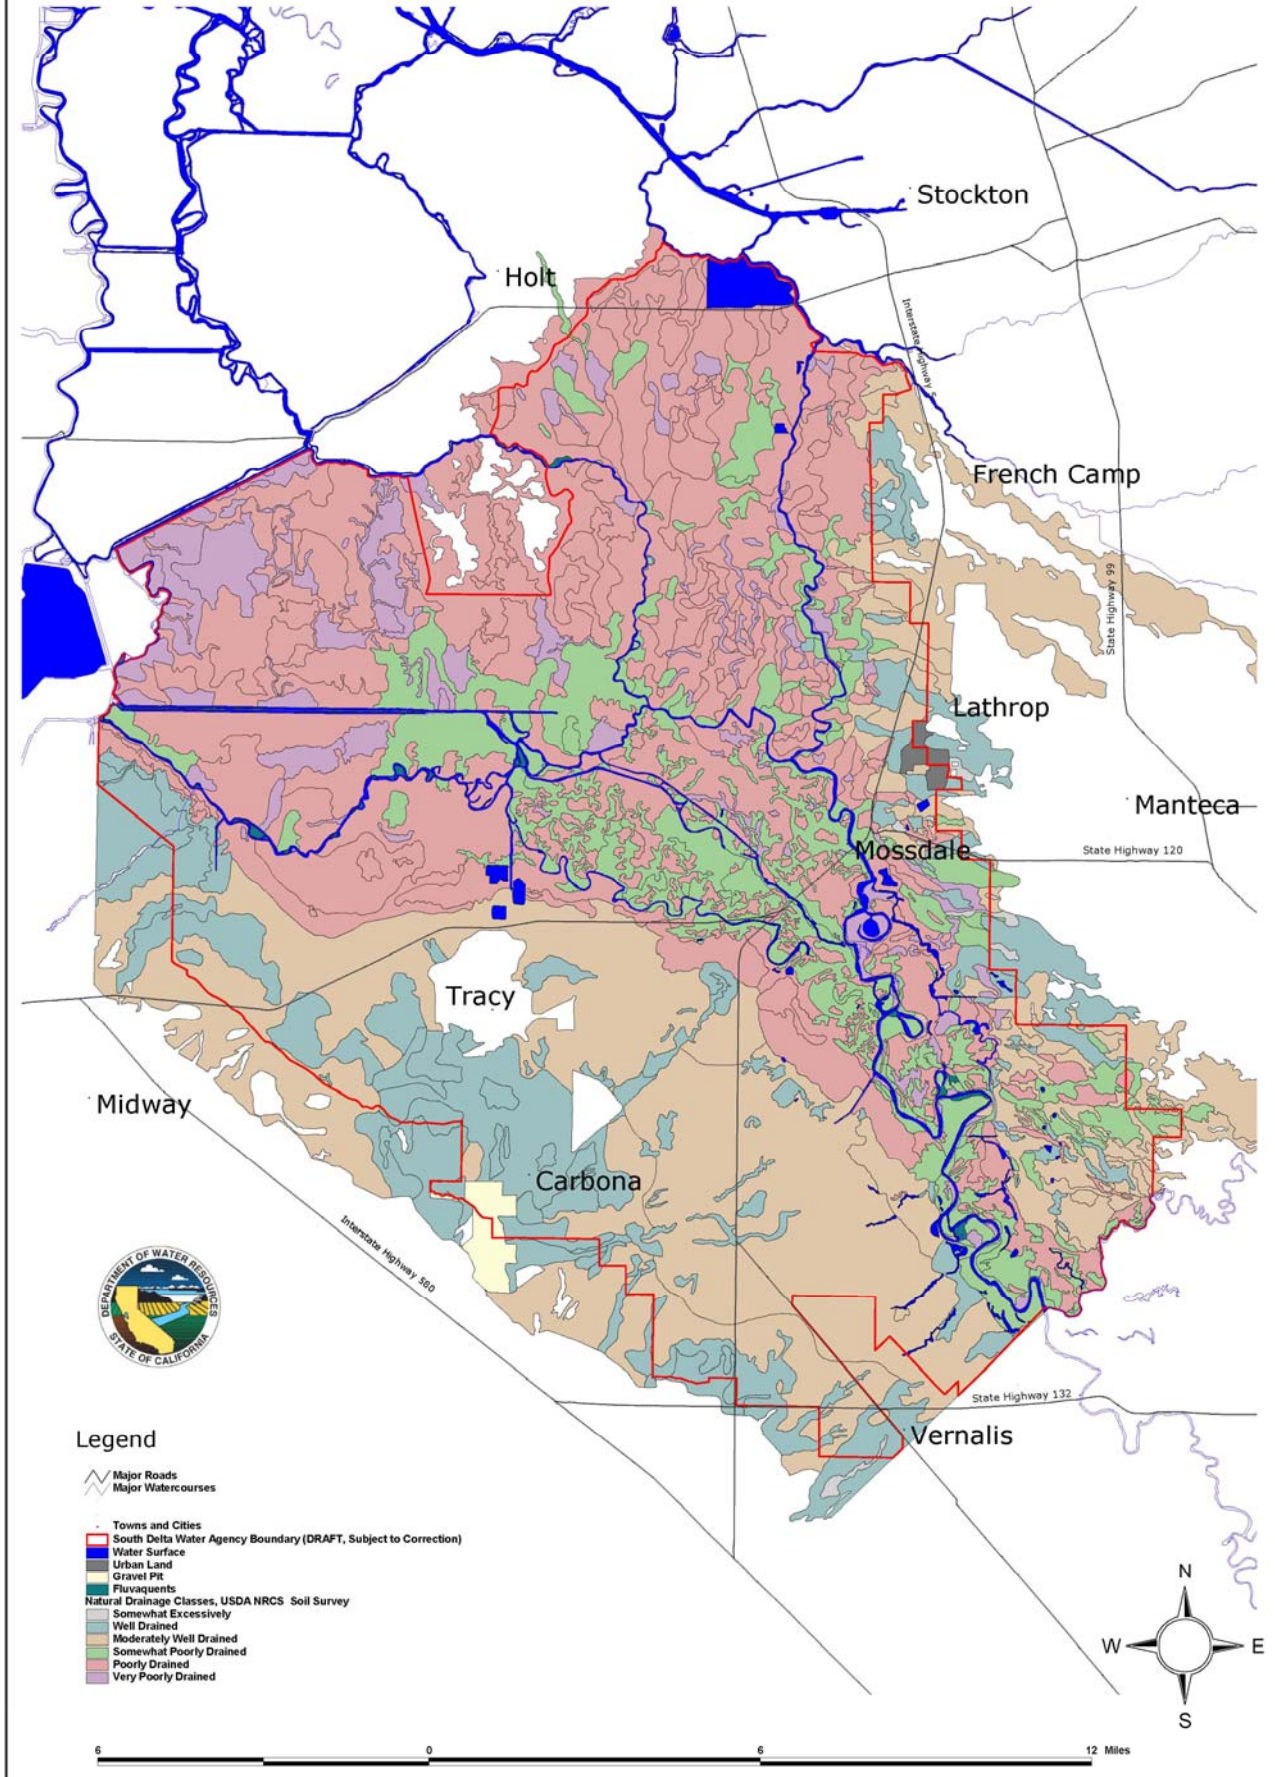 Stockton
Holt
Interstate Highway 5
French Camp
State Highway 99
Lathrop
Manteca
Mossdale
State Highway 120
Tracy
Midway
Carbona
Interstate Highway 580
DEPARTMENT OF WATER RESOURCES
STATE OF CALIFORNIA
State Highway 132
Vernalis
Legend
Major Roads
Major Watercourses
Towns and Cities
South Delta Water Agency Boundary (DRAFT, Subject to Correction)
Water Surface
Urban Land
Gravel Pit
Fluvaquents
Natural Drainage Classes, USDA NRCS Soil Survey
Somewhat Excessively
Well Drained
Moderately Well Drained
Somewhat Poorly Drained
Poorly Drained
Very Poorly Drained
N
W E
S
6 0 6 12 Miles